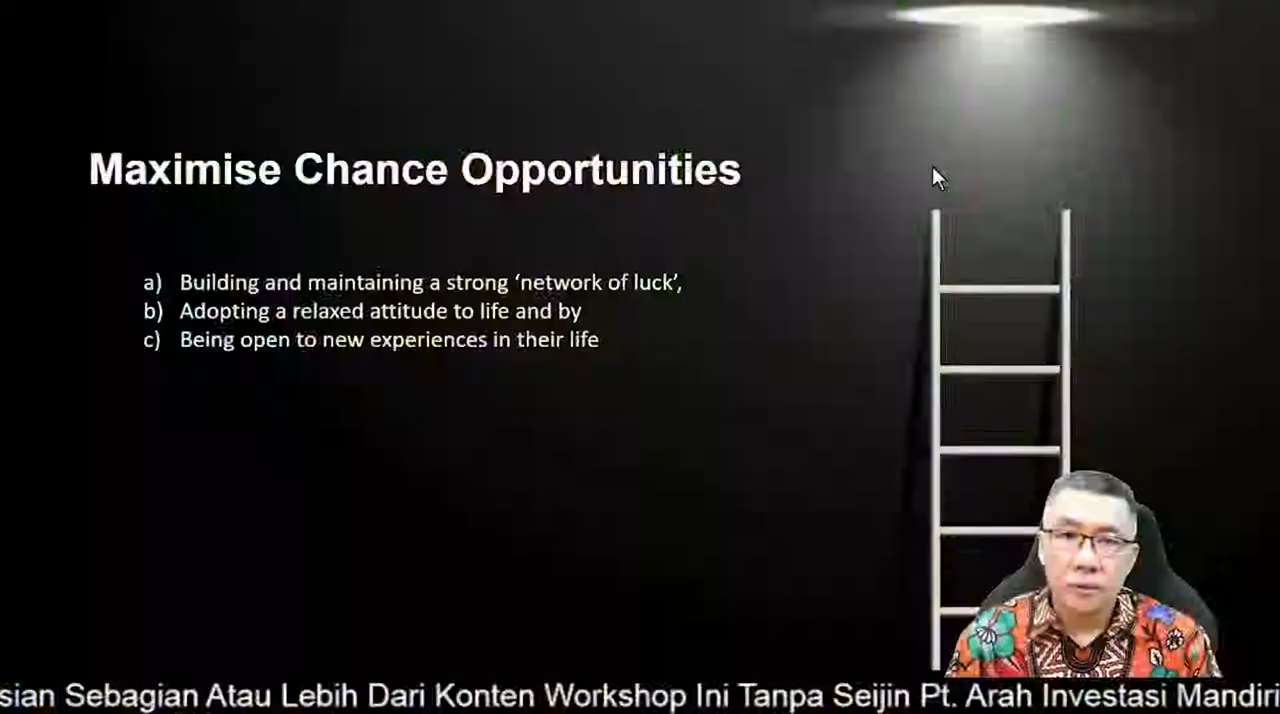 Maximise Chance Opportunities
a) Building and maintaining a strong ‘network of luck’,
b) Adopting a relaxed attitude to life and by
c) Being open to new experiences in their life
sian Sebagian Atau Lebih Dari Konten Workshop Ini Tanpa Seijin Pt. Arah Investasi Mandiri